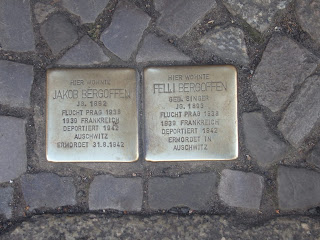 HIER WOHNTE
JAKOB BERGOFFEN
JG. 1882
FLUCHT PRAG 1938
1939 FRANKREICH
DEPORTIERT 1942
AUSCHWITZ
ERMORDET 31.8.1942
HIER WOHNTE
FELLI BERGOFFEN
GEB. SINGER
JG.
FLUCHT PRAG 1938
1939 FRANKREICH
DEPORTIERT 1942
ERMORDET IN
AUSCHWITZ